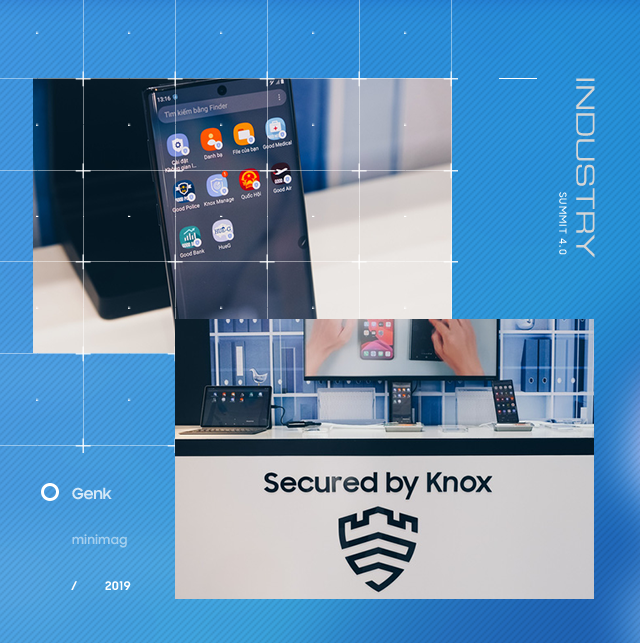 INDUSTRY
SUMMIT 4.0
13:16
Tìm kiếm bằng Finder
Cài đặt
Không gian l...
Danh bạ
File của bạn
Good Medical
Good Police
Knox Manage
Quốc Hội
Good Air
Good Bank
HueG
Secured by Knox
Genk
minimag
/ 2019